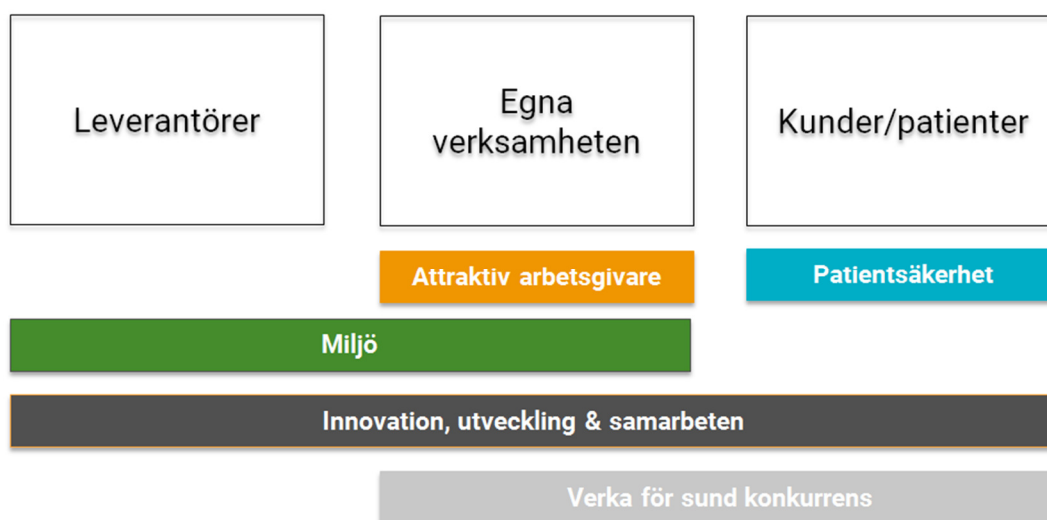 Leverantörer
Egna
verksamheten
Kunder/patienter
Attraktiv arbetsgivare
Patientsäkerhet
Miljö
Innovation, utveckling & samarbeten
Verka för sund konkurrens